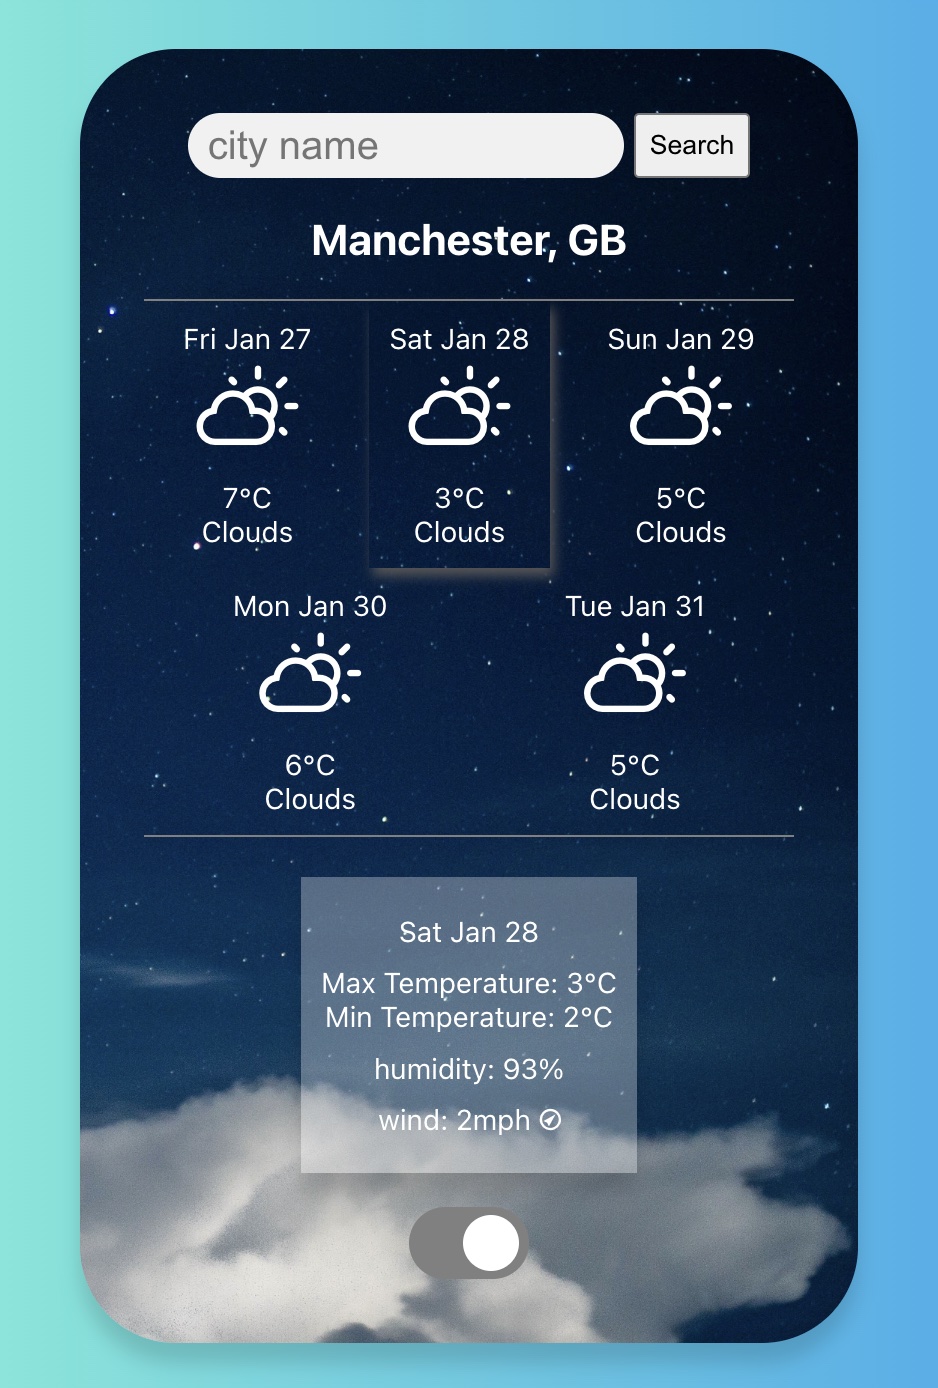 city name
Search
Manchester, GB
Fri Jan 27
7°C
Clouds
Sat Jan 28
3°C
Clouds
Sun Jan 29
5°C
Clouds
Mon Jan 30
6°C
Clouds
Tue Jan 31
5°C
Clouds
Sat Jan 28
Max Temperature: 3°C
Min Temperature: 2°C
humidity: 93%
wind: 2mph